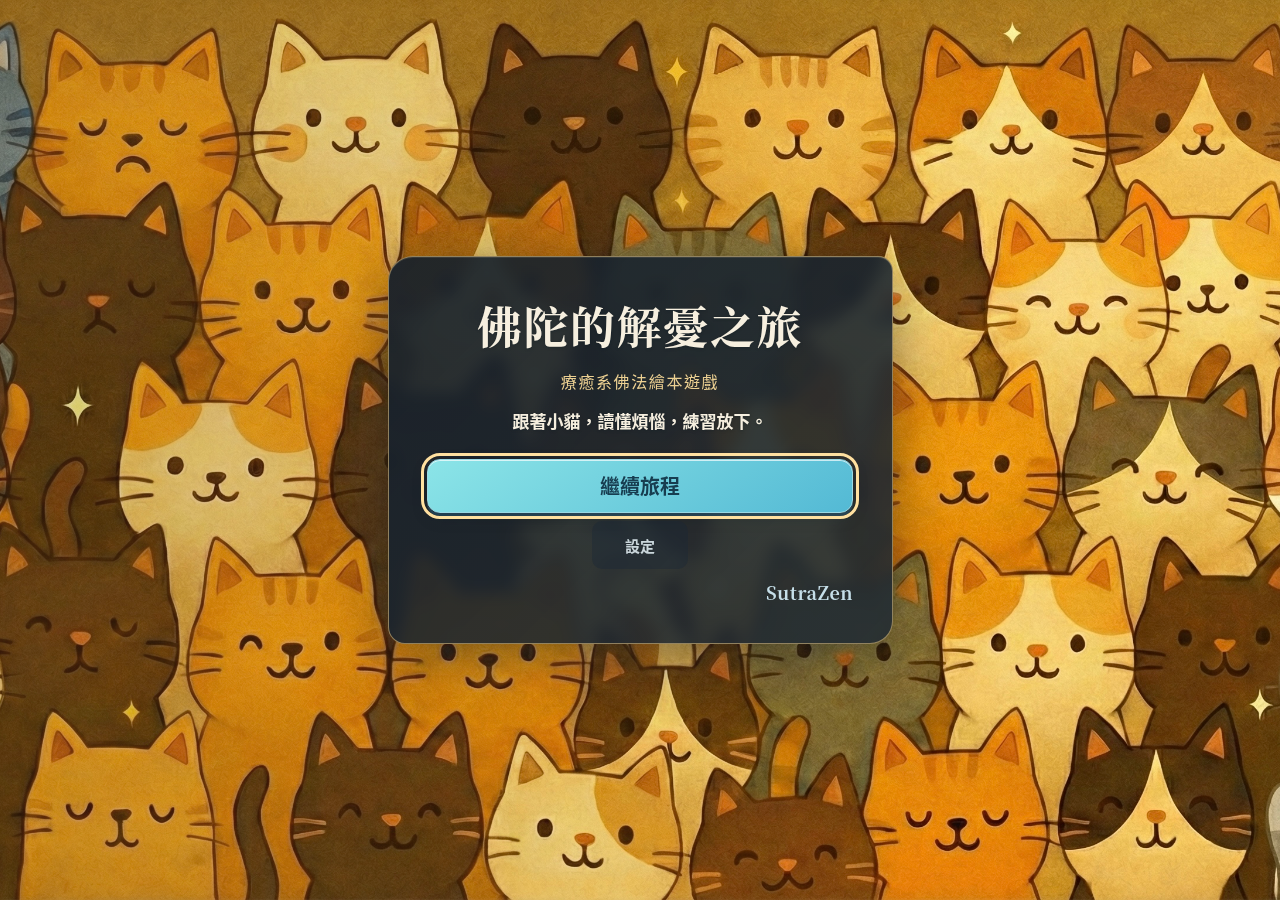 佛陀的解憂之旅
療癒系佛法繪本遊戲
跟著小貓，讀懂煩惱，練習放下。
繼續旅程
設定
SutraZen